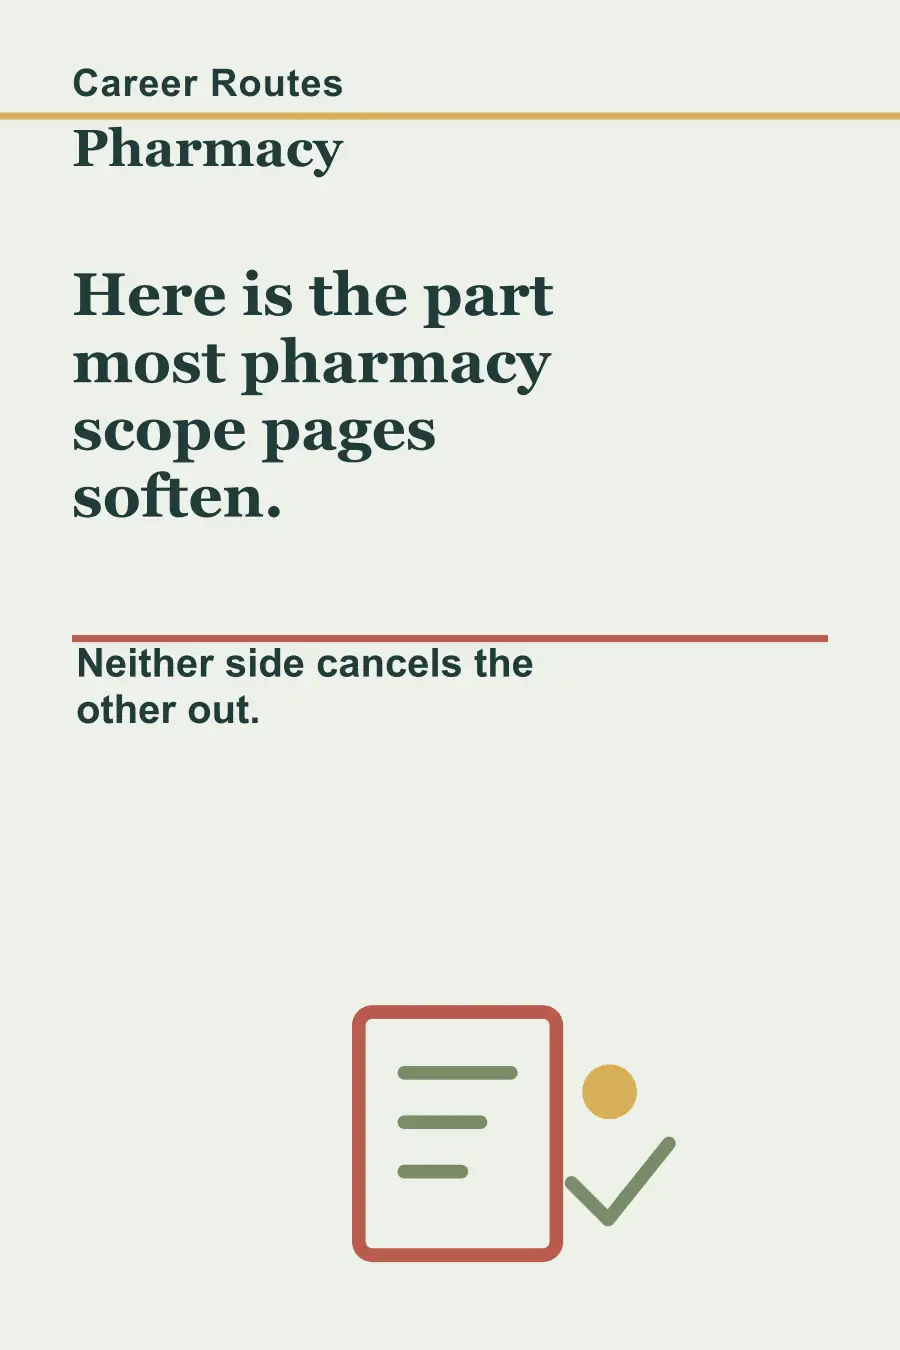 Career Routes
Pharmacy
Here is the part
most pharmacy
scope pages
soften.
Neither side cancels the
other out.